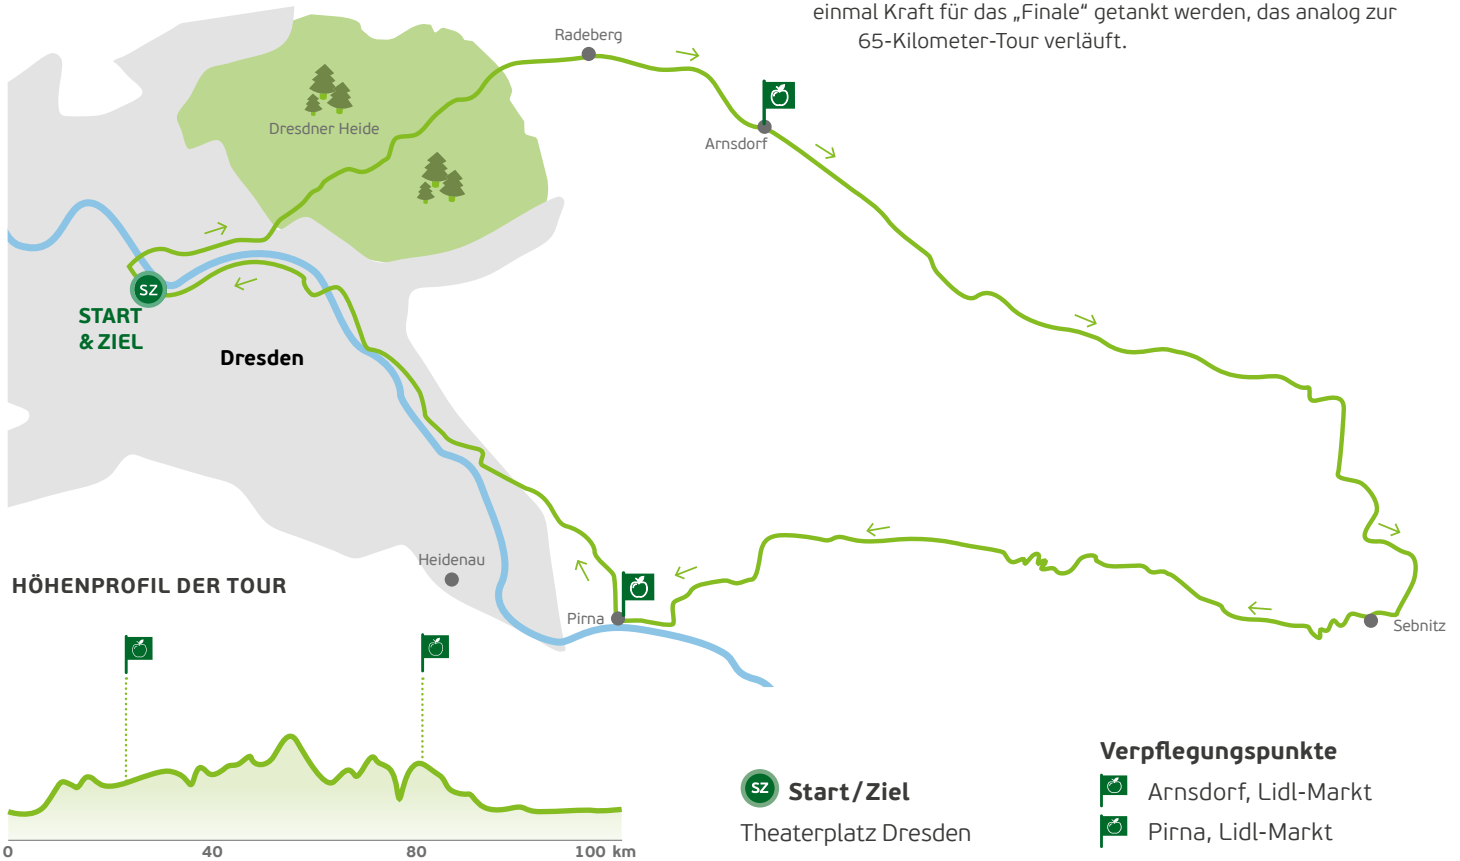 einmal Kraft für das „Finale“ getankt werden, das analog zur
65-Kilometer-Tour verläuft.
Radeberg
Dresdner Heide
Arnsdorf
SZ
START
& ZIEL
Dresden
Heidenau
HÖHENPROFIL DER TOUR
Pirna
Sebnitz
0
40
80
100 km
SZ Start/Ziel
Theaterplatz Dresden
Verpflegungspunkte
Arnsdorf, Lidl-Markt
Pirna, Lidl-Markt